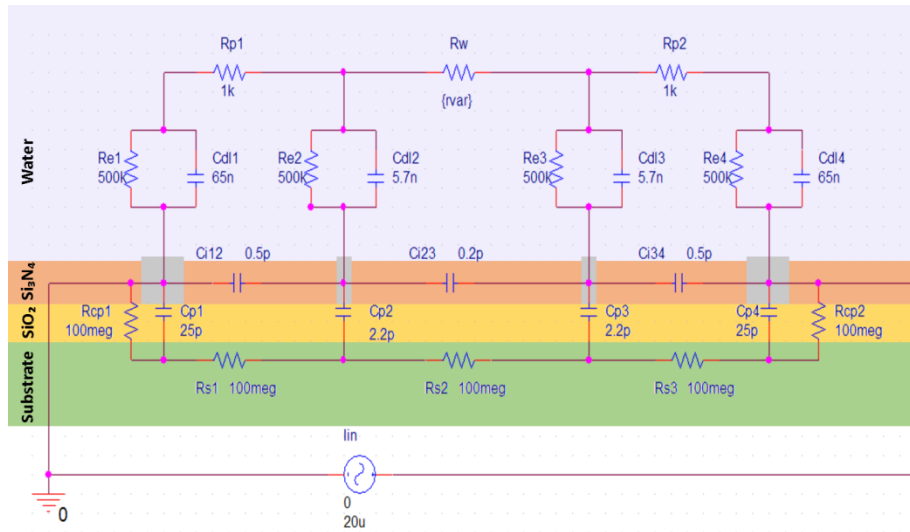 Rp1
Rw
Rp2
1k
{rvar}
1k
Water
Re1
500K
Cdl1
65n
Re2
500K
Cdl2
5.7n
Re3
500K
Cdl3
5.7n
Re4
500K
Cdl4
65n
Ci12 0.5p
Ci23 0.2p
Ci34 0.5p
Si₃N₄
SiO₂
Rcp1
100meg
Cp1
25p
Cp2
2.2p
Cp3
2.2p
Cp4
25p
Rcp2
100meg
Substrate
Rs1 100meg
Rs2 100meg
Rs3 100meg
Iin
0
0
20u